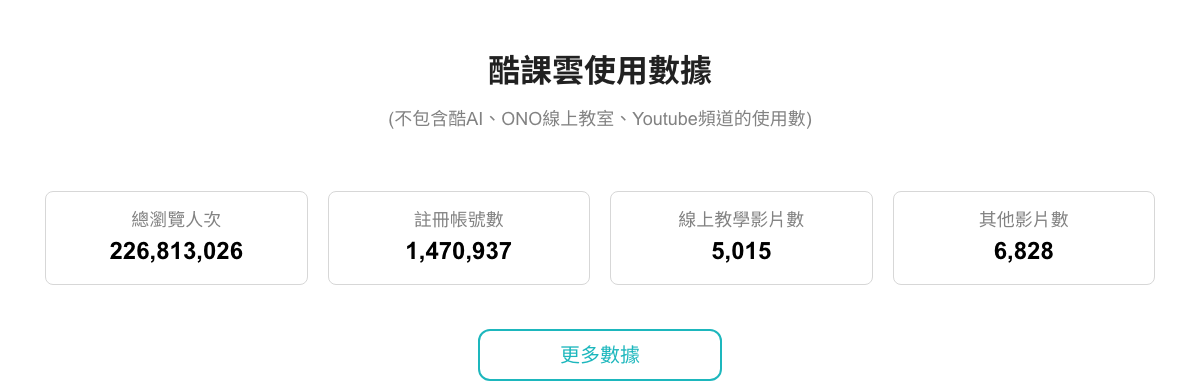 酷課雲使用數據
(不包含酷AI、ONO線上教室、Youtube頻道的使用數)
總瀏覽人次
226,813,026
註冊帳號數
1,470,937
線上教學影片數
5,015
其他影片數
6,828
更多數據